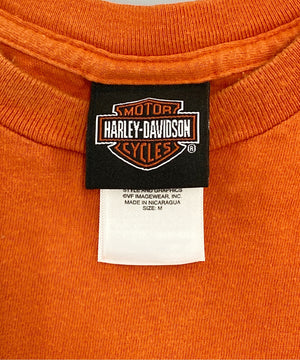 MOTOR
HARLEY-DAVIDSON
CYCLES ®
STYLE AND GRAPHICS
©VF IMAGEWEAR, INC.
MADE IN NICARAGUA
SIZE: M